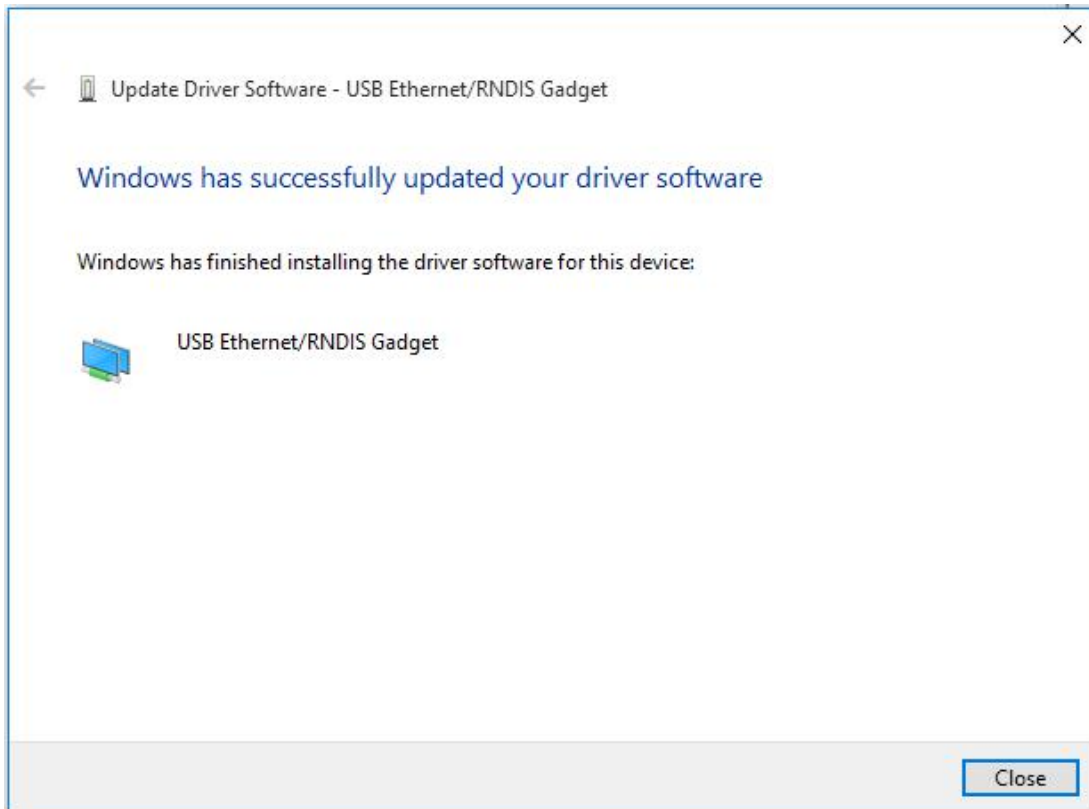 Update Driver Software - USB Ethernet/RNDIS Gadget
Windows has successfully updated your driver software
Windows has finished installing the driver software for this device:
USB Ethernet/RNDIS Gadget
Close